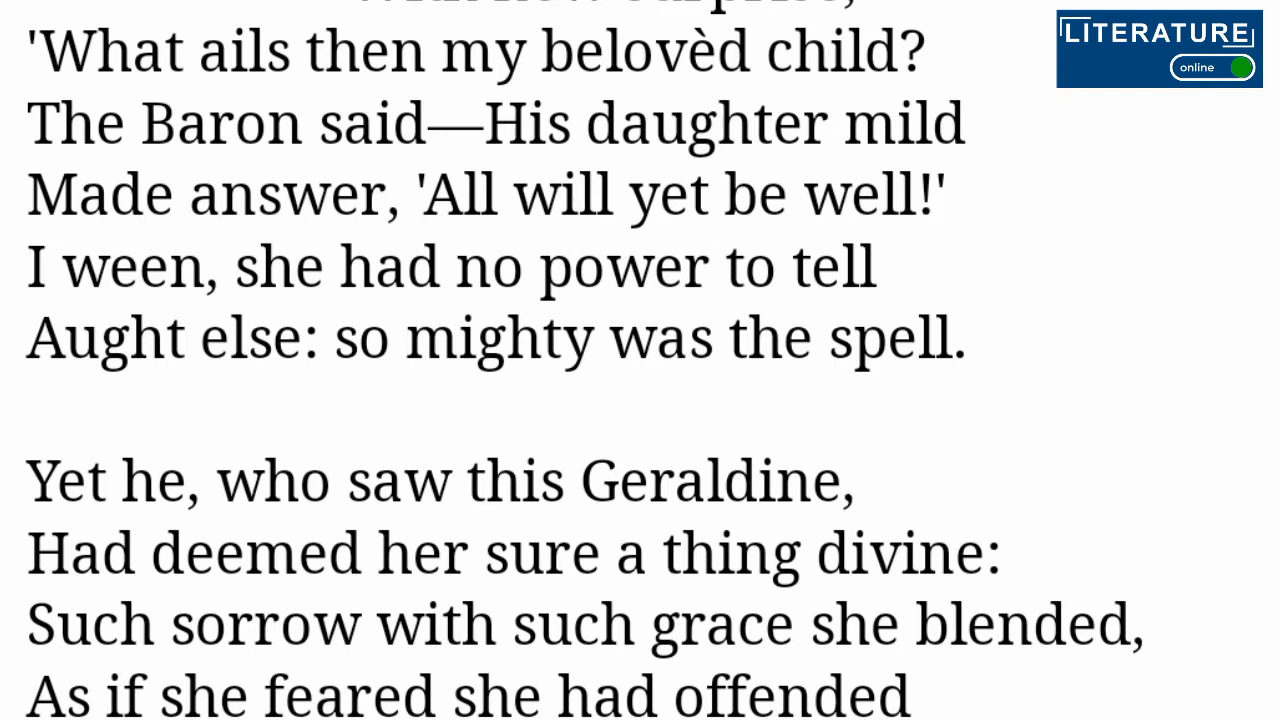 'What ails then my belovèd child?
The Baron said—His daughter mild
Made answer, 'All will yet be well!'
I ween, she had no power to tell
Aught else: so mighty was the spell.
Yet he, who saw this Geraldine,
Had deemed her sure a thing divine:
Such sorrow with such grace she blended,
As if she feared she had offended
LITERATURE
online